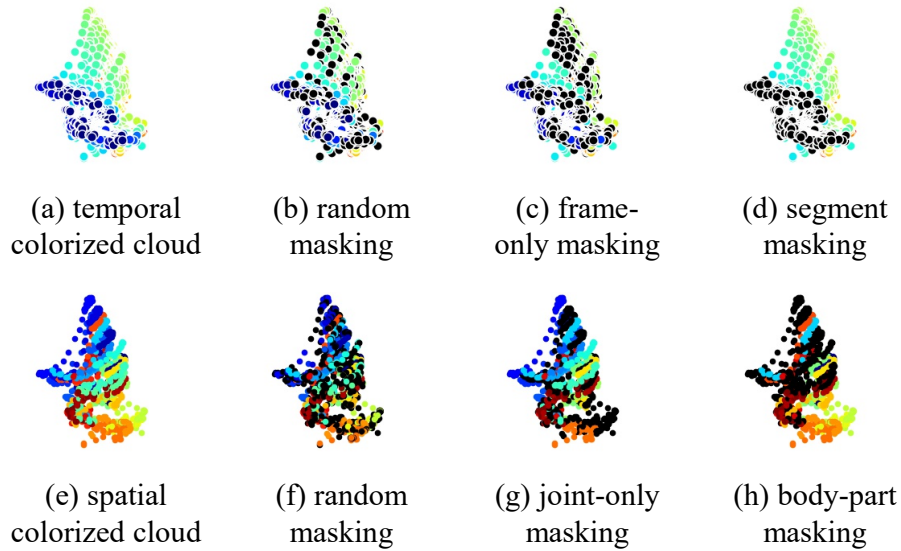 (a) temporal
colorized cloud
(b) random
masking
(c) frame-
only masking
(d) segment
masking
(e) spatial
colorized cloud
(f) random
masking
(g) joint-only
masking
(h) body-part
masking